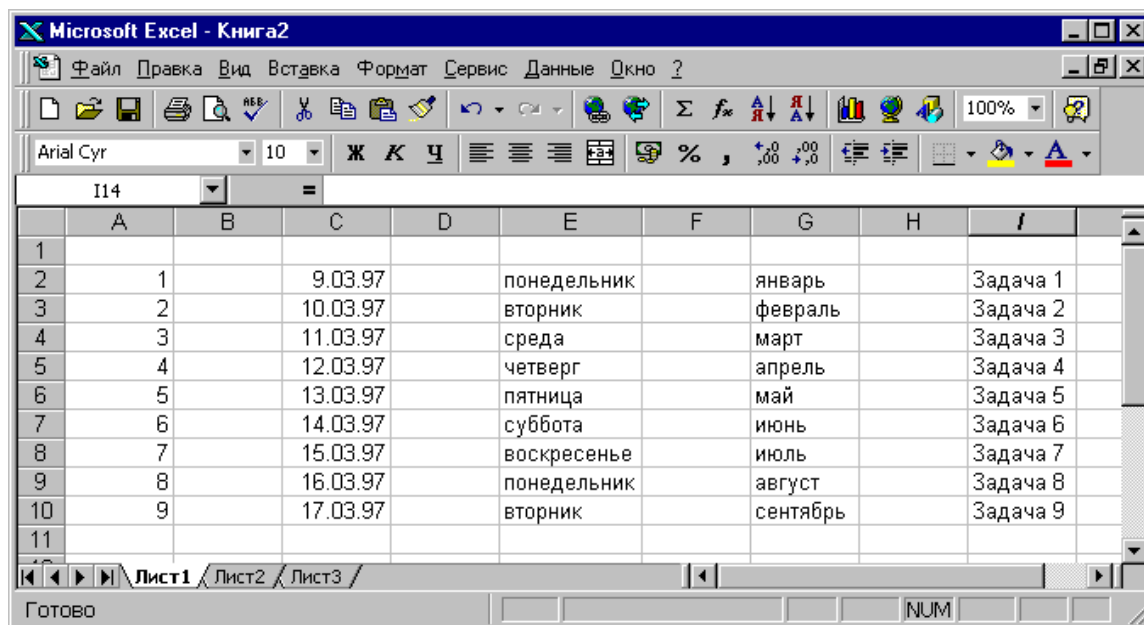 Microsoft Excel - Книга2
Файл Правка Вид Вставка Формат Сервис Данные Окно ?
100%
Arial Cyr 10 Ж К Ч % ,
I14 =
A B C D E F G H I
1
2 1 9.03.97 понедельник январь Задача 1
3 2 10.03.97 вторник февраль Задача 2
4 3 11.03.97 среда март Задача 3
5 4 12.03.97 четверг апрель Задача 4
6 5 13.03.97 пятница май Задача 5
7 6 14.03.97 суббота июнь Задача 6
8 7 15.03.97 воскресенье июль Задача 7
9 8 16.03.97 понедельник август Задача 8
10 9 17.03.97 вторник сентябрь Задача 9
11
Лист1 Лист2 Лист3
Готово NUM